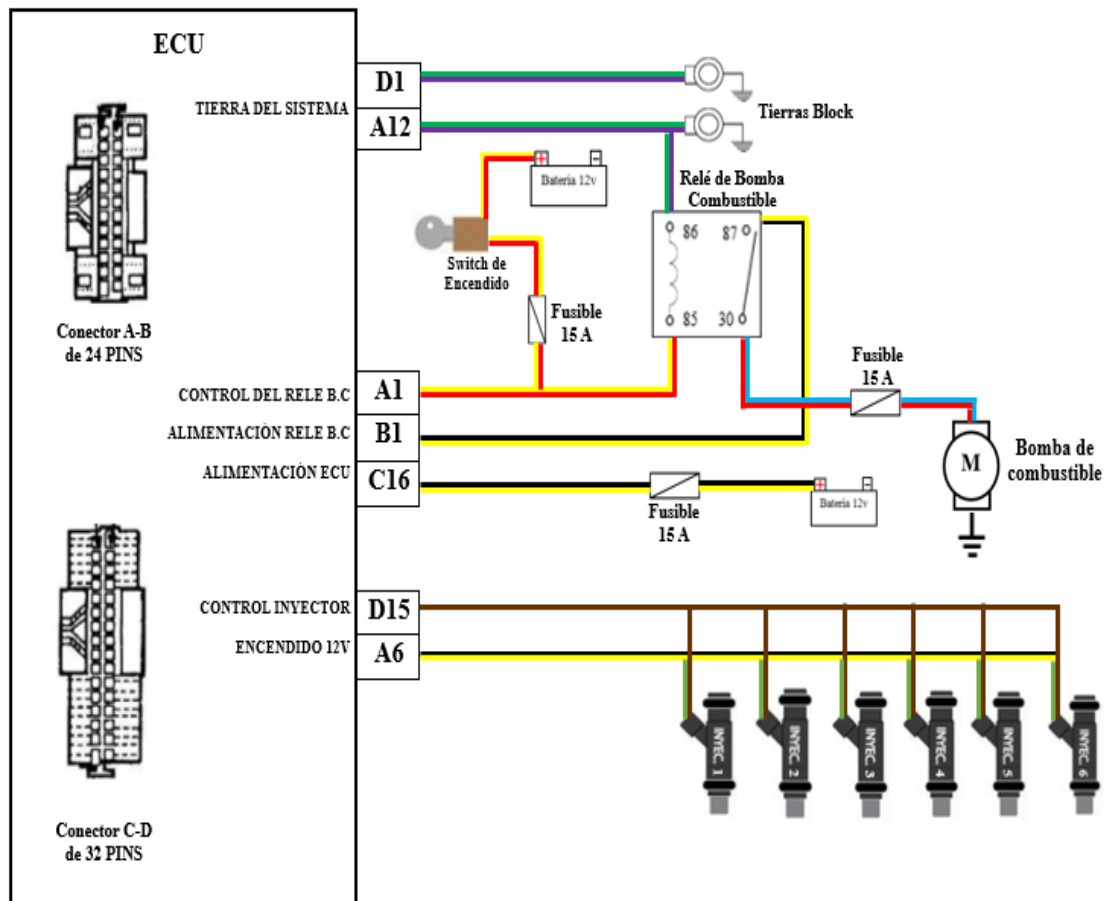 ECU
D1
TIERRA DEL SISTEMA
A12
Tierras Block
+ -
Bateria 12v
Relé de Bomba
Combustible
86 87
85 30
Switch de
Encendido
Fusible
15 A
Conector A-B
de 24 PINS
Fusible
15 A
CONTROL DEL RELE B.C
A1
ALIMENTACIÓN RELE B.C
B1
ALIMENTACIÓN ECU
C16
M
Bomba de
combustible
Fusible
15 A
+ -
Bateria 12v
CONTROL INYECTOR
D15
ENCENDIDO 12V
A6
INYEC. 1
INYEC. 2
INYEC. 3
INYEC. 4
INYEC. 5
INYEC. 6
Conector C-D
de 32 PINS